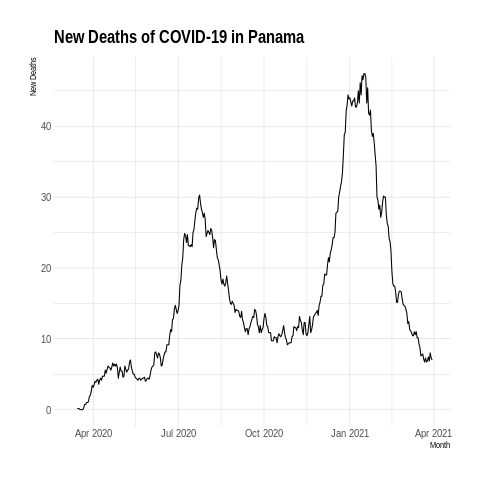 New Deaths of COVID-19 in Panama
New Deaths
40
30
20
10
0
Apr 2020
Jul 2020
Oct 2020
Jan 2021
Apr 2021
Month